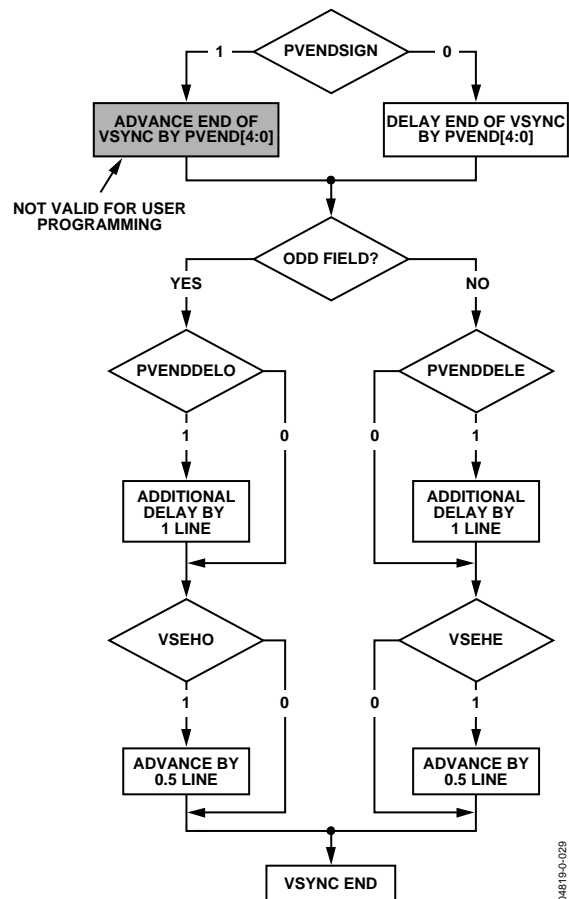 PVENDSIGN
1
0
ADVANCE END OF
VSYNC BY PVEND[4:0]
DELAY END OF VSYNC
BY PVEND[4:0]
NOT VALID FOR USER
PROGRAMMING
ODD FIELD?
YES
NO
PVENDDELO
PVENDDELE
1
0
0
1
ADDITIONAL
DELAY BY
1 LINE
ADDITIONAL
DELAY BY
1 LINE
VSEHO
VSEHE
1
0
0
1
ADVANCE BY
0.5 LINE
ADVANCE BY
0.5 LINE
VSYNC END
04819-0-029